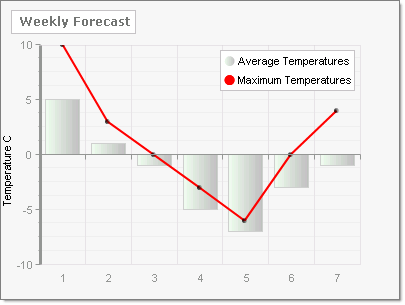 Weekly Forecast
10
Average Temperatures
Maximum Temperatures
5
Temperature C
0
-5
-10
1 2 3 4 5 6 7